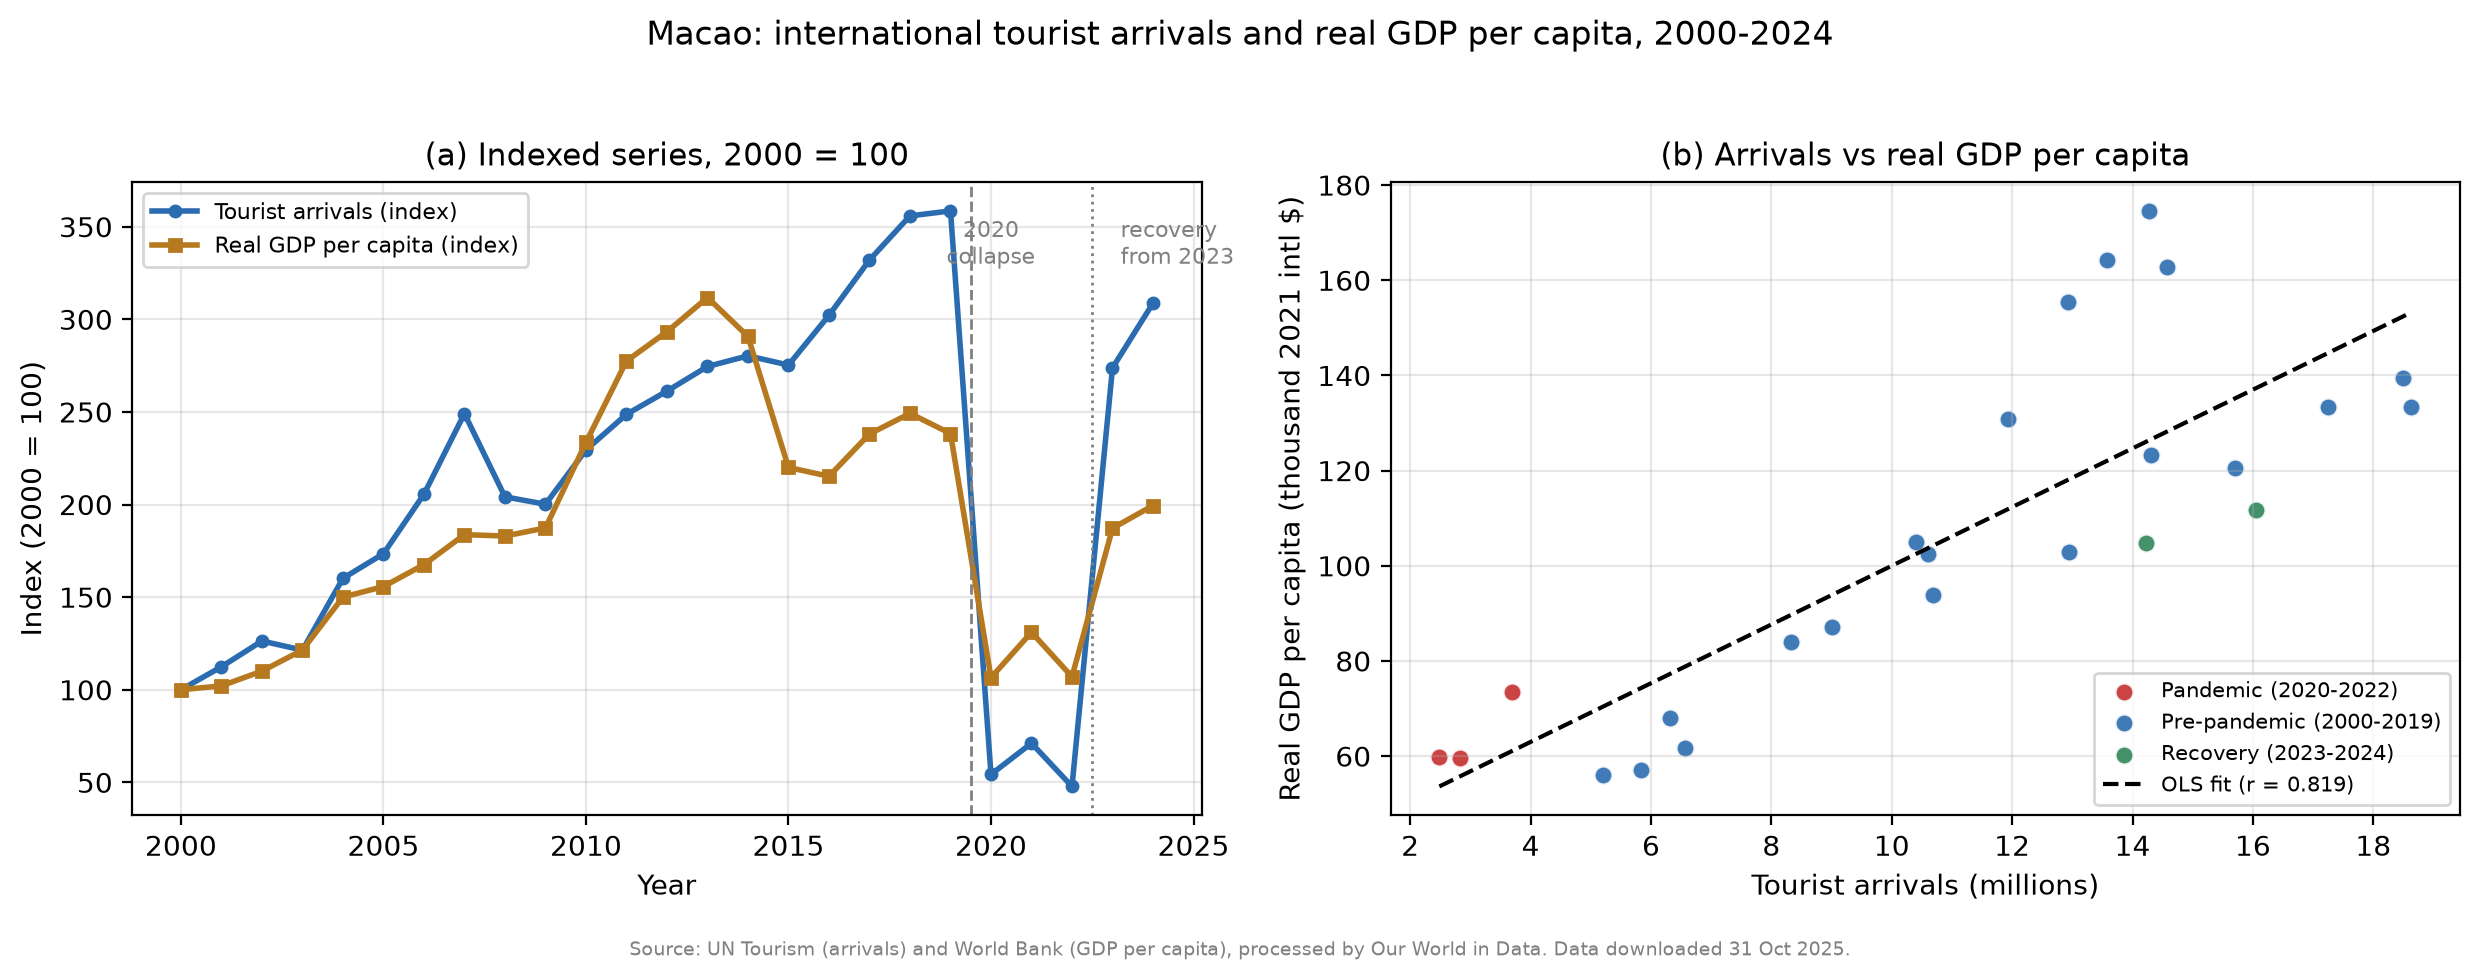 Macao: international tourist arrivals and real GDP per capita, 2000-2024
(a) Indexed series, 2000 = 100
Tourist arrivals (index)
Real GDP per capita (index)
2020
collapse
recovery
from 2023
Index (2000 = 100)
350
300
250
200
150
100
50
2000 2005 2010 2015 2020 2025
Year
(b) Arrivals vs real GDP per capita
Real GDP per capita (thousand 2021 intl $)
180
160
140
120
100
80
60
Pandemic (2020-2022)
Pre-pandemic (2000-2019)
Recovery (2023-2024)
OLS fit (r = 0.819)
2 4 6 8 10 12 14 16 18
Tourist arrivals (millions)
Source: UN Tourism (arrivals) and World Bank (GDP per capita), processed by Our World in Data. Data downloaded 31 Oct 2025.